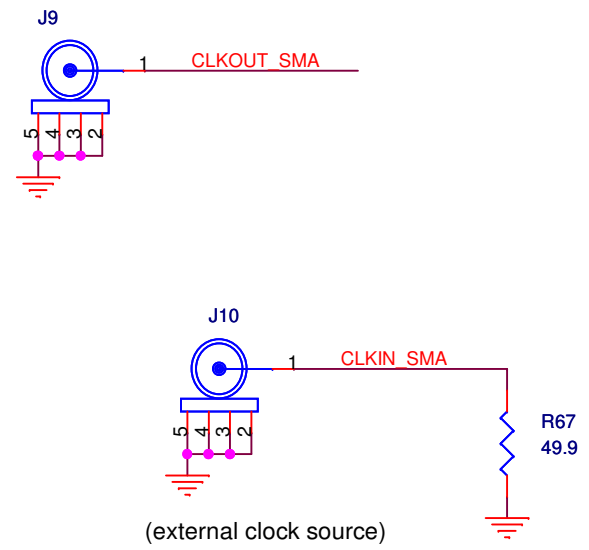 J9
1 CLKOUT_SMA
5 4 3 2
J10
1 CLKIN_SMA
5 4 3 2
R67
49.9
(external clock source)